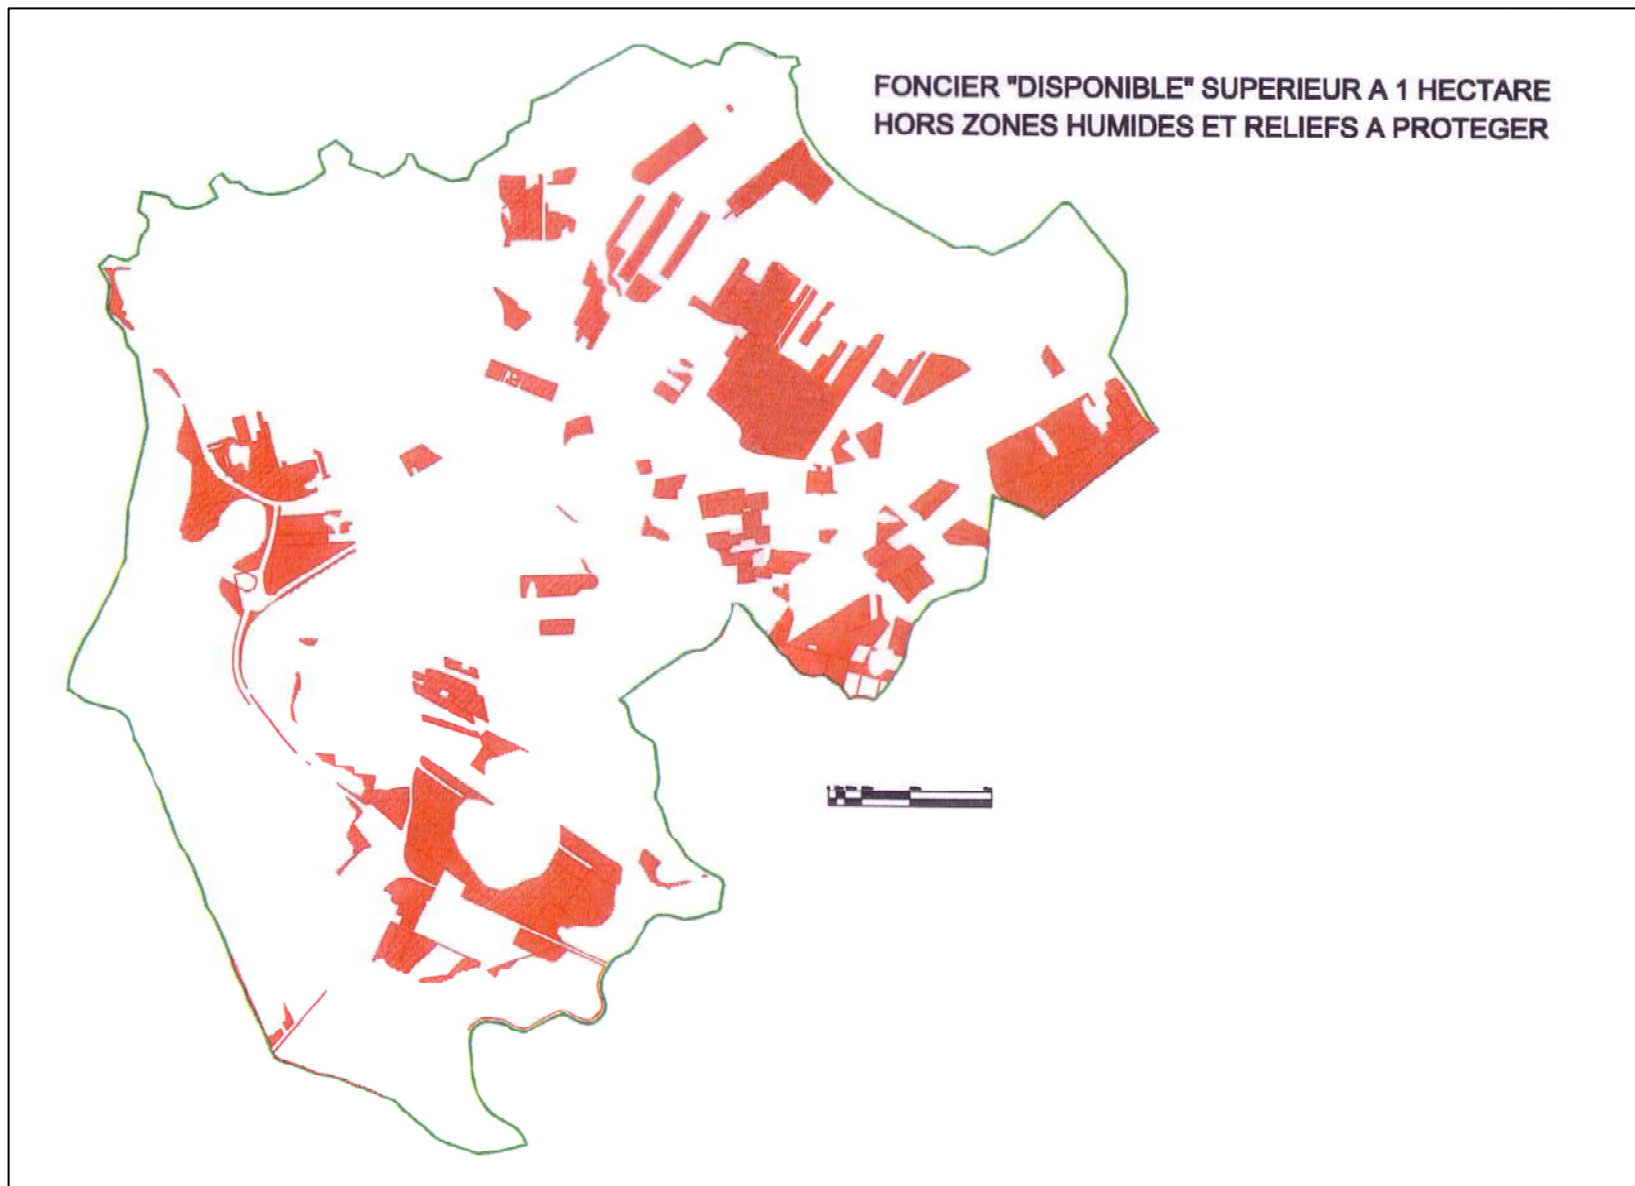 FONCIER "DISPONIBLE" SUPERIEUR A 1 HECTARE
HORS ZONES HUMIDES ET RELIEFS A PROTEGER